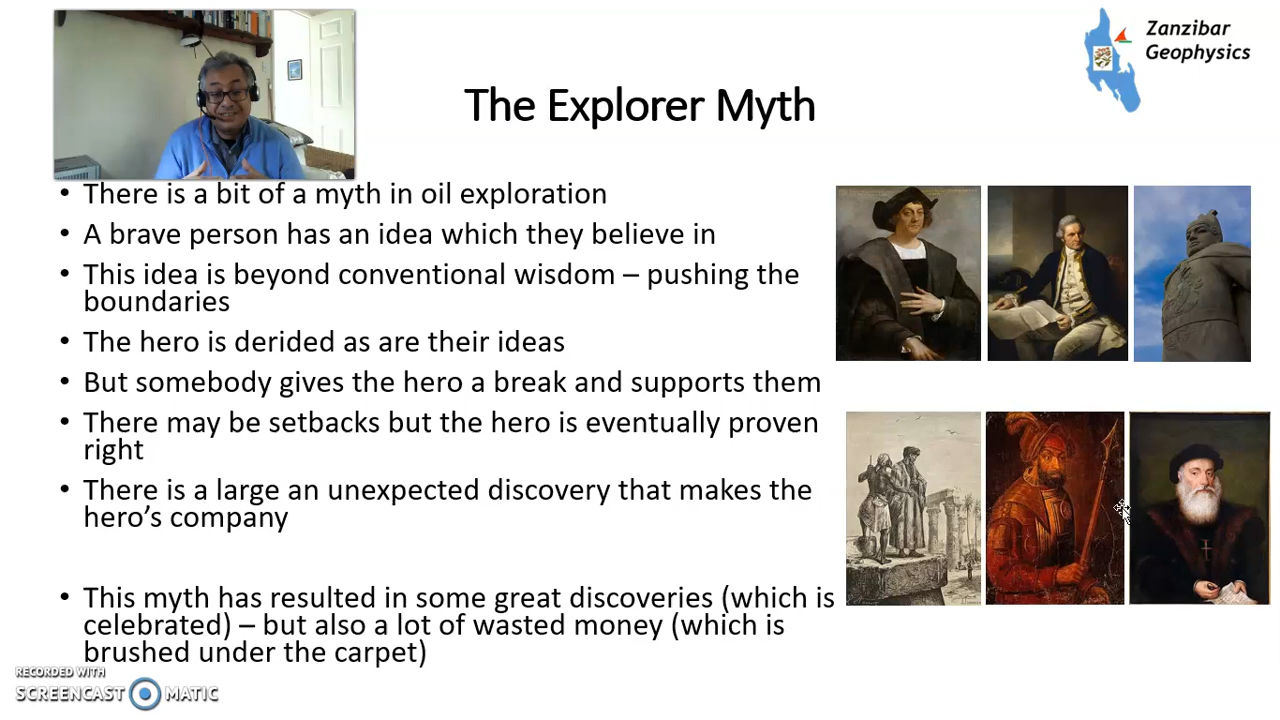 Zanzibar
Geophysics
The Explorer Myth
• There is a bit of a myth in oil exploration
• A brave person has an idea which they believe in
• This idea is beyond conventional wisdom – pushing the
boundaries
• The hero is derided as are their ideas
• But somebody gives the hero a break and supports them
• There may be setbacks but the hero is eventually proven
right
• There is a large an unexpected discovery that makes the
hero’s company
• This myth has resulted in some great discoveries (which is
celebrated) – but also a lot of wasted money (which is
brushed under the carpet)
RECORDED WITH
SCREENCAST MATIC